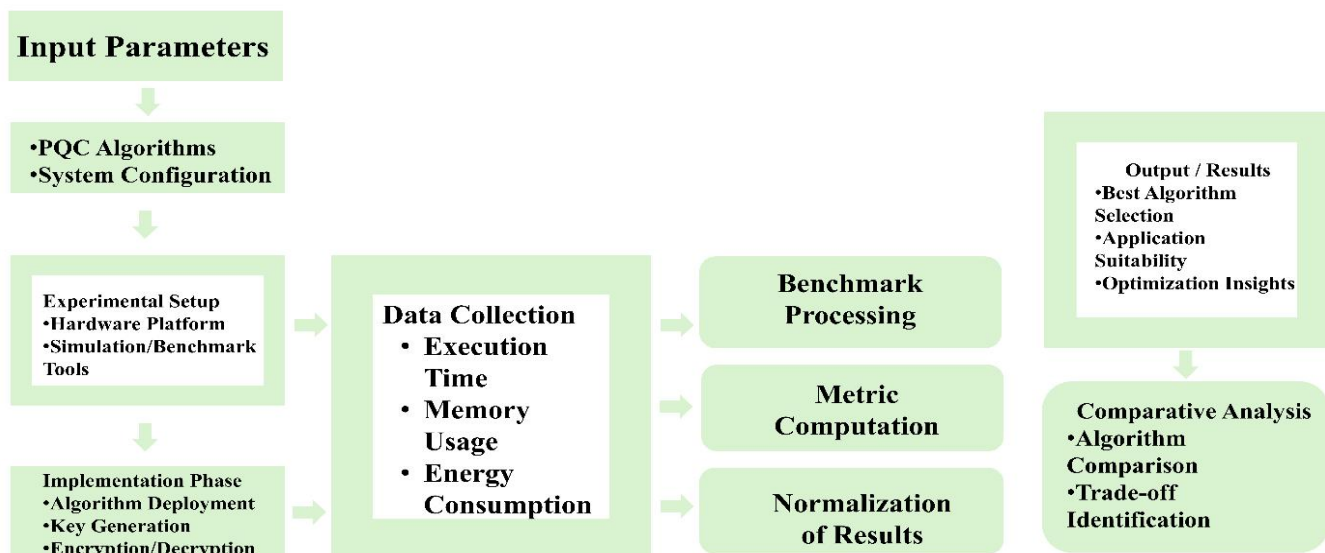 Input Parameters
•PQC Algorithms
•System Configuration
Experimental Setup
•Hardware Platform
•Simulation/Benchmark
Tools
Implementation Phase
•Algorithm Deployment
•Key Generation
•Encryption/Decryption
Data Collection
• Execution
Time
• Memory
Usage
• Energy
Consumption
Benchmark
Processing
Metric
Computation
Normalization
of Results
Output / Results
•Best Algorithm
Selection
•Application
Suitability
•Optimization Insights
Comparative Analysis
•Algorithm
Comparison
•Trade-off
Identification